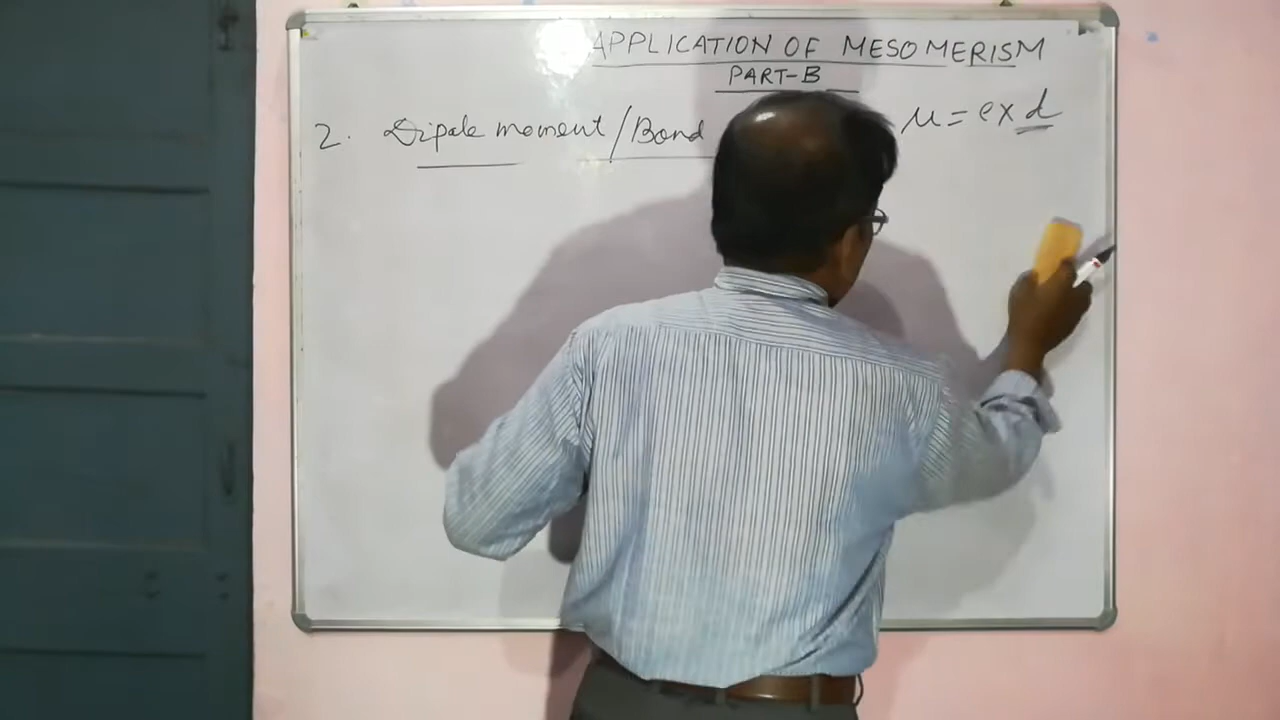 APPLICATION OF MESOMERISM
PART-B
2. Dipole moment/Bond
μ = e x d